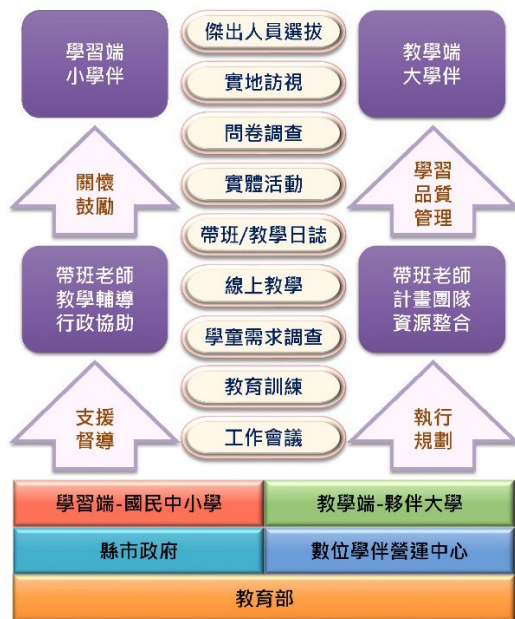 學習端
小學伴
傑出人員選拔
教學端
大學伴
實地訪視
問卷調查
關懷
鼓勵
實體活動
學習
品質
管理
帶班/教學日誌
帶班老師
教學輔導
行政協助
線上教學
帶班老師
計畫團隊
資源整合
學童需求調查
教育訓練
支援
督導
工作會議
執行
規劃
學習端-國民中小學
教學端-夥伴大學
縣市政府
數位學伴營運中心
教育部